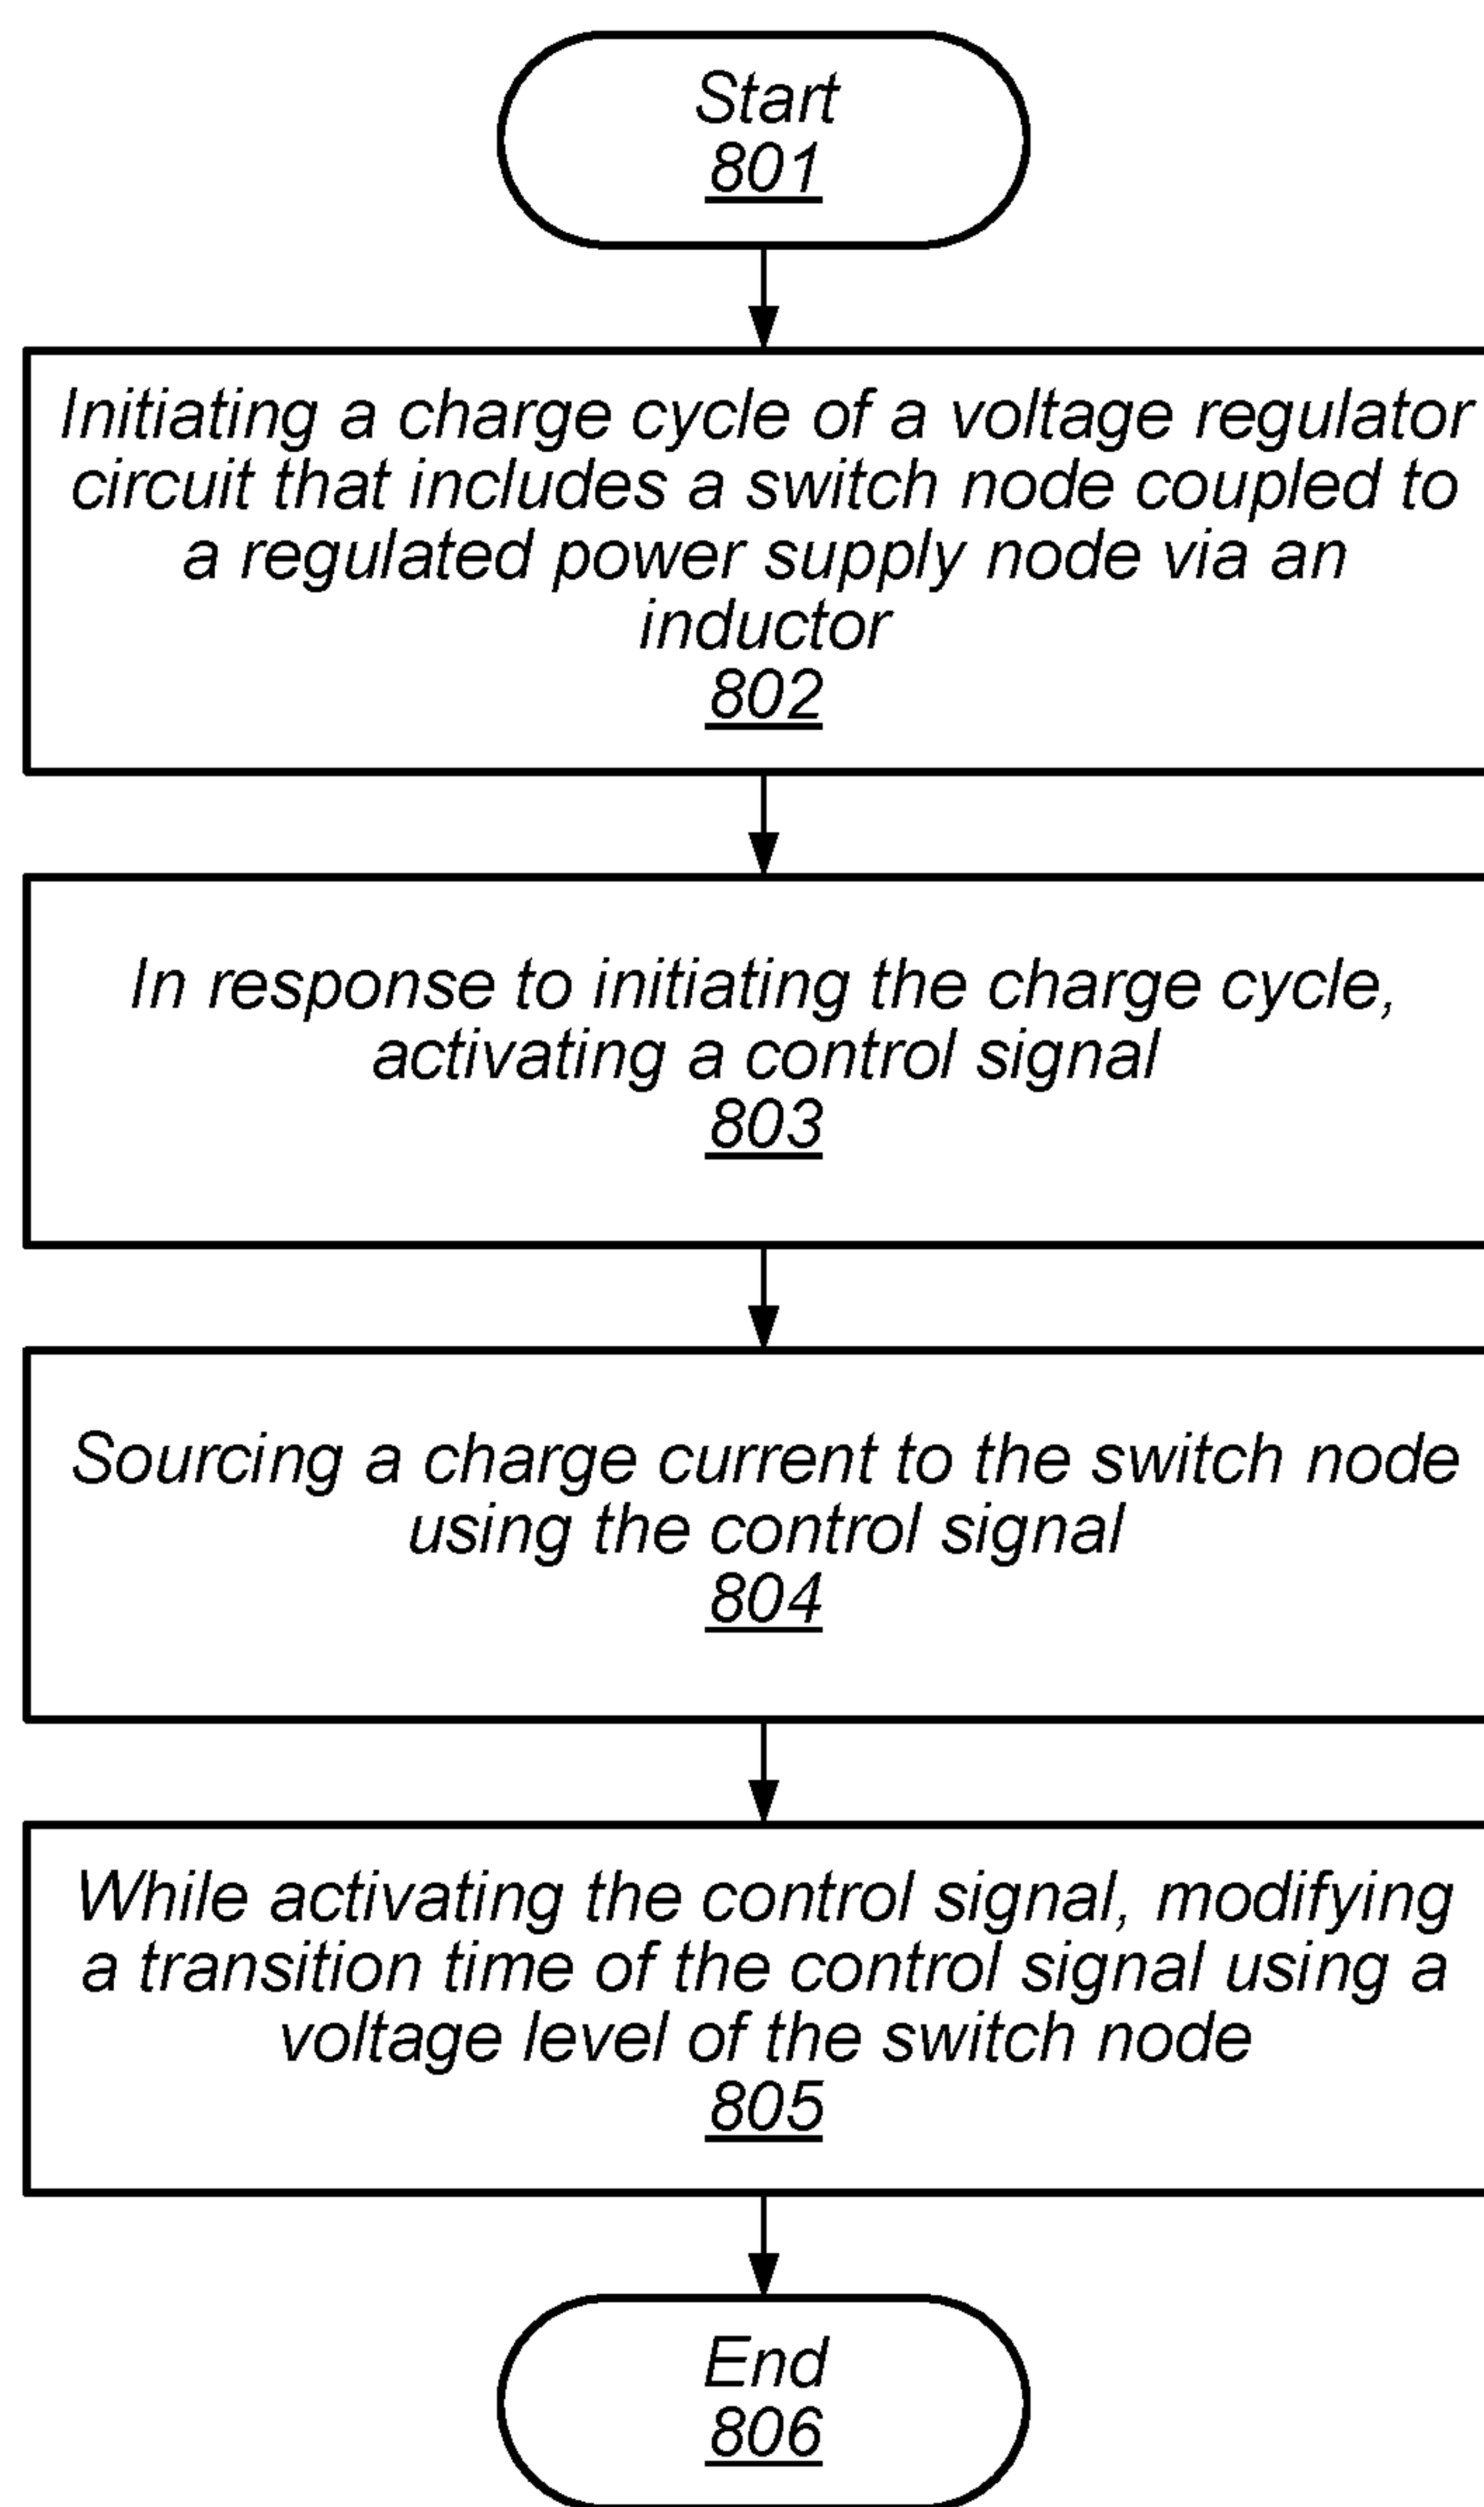 Start
801
Initiating a charge cycle of a voltage regulator
circuit that includes a switch node coupled to
a regulated power supply node via an
inductor
802
In response to initiating the charge cycle,
activating a control signal
803
Sourcing a charge current to the switch node
using the control signal
804
While activating the control signal, modifying
a transition time of the control signal using a
voltage level of the switch node
805
End
806